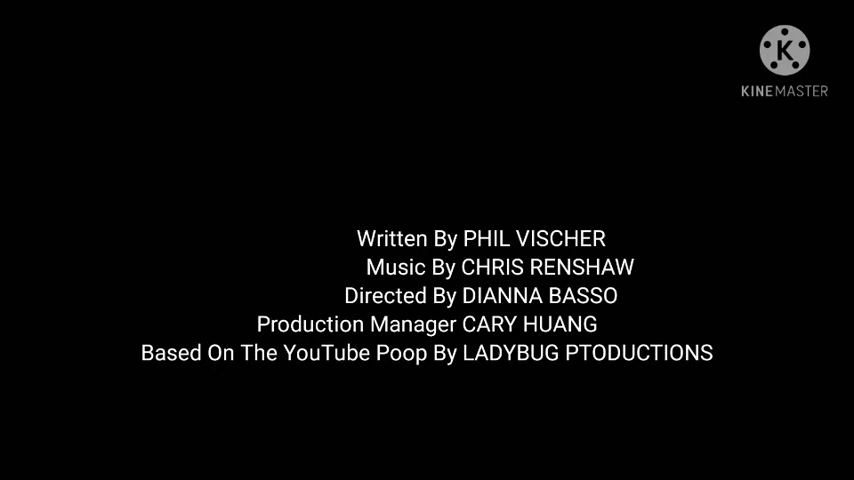 K
KINEMASTER
Written By PHIL VISCHER
Music By CHRIS RENSHAW
Directed By DIANNA BASSO
Production Manager CARY HUANG
Based On The YouTube Poop By LADYBUG PTODUCTIONS